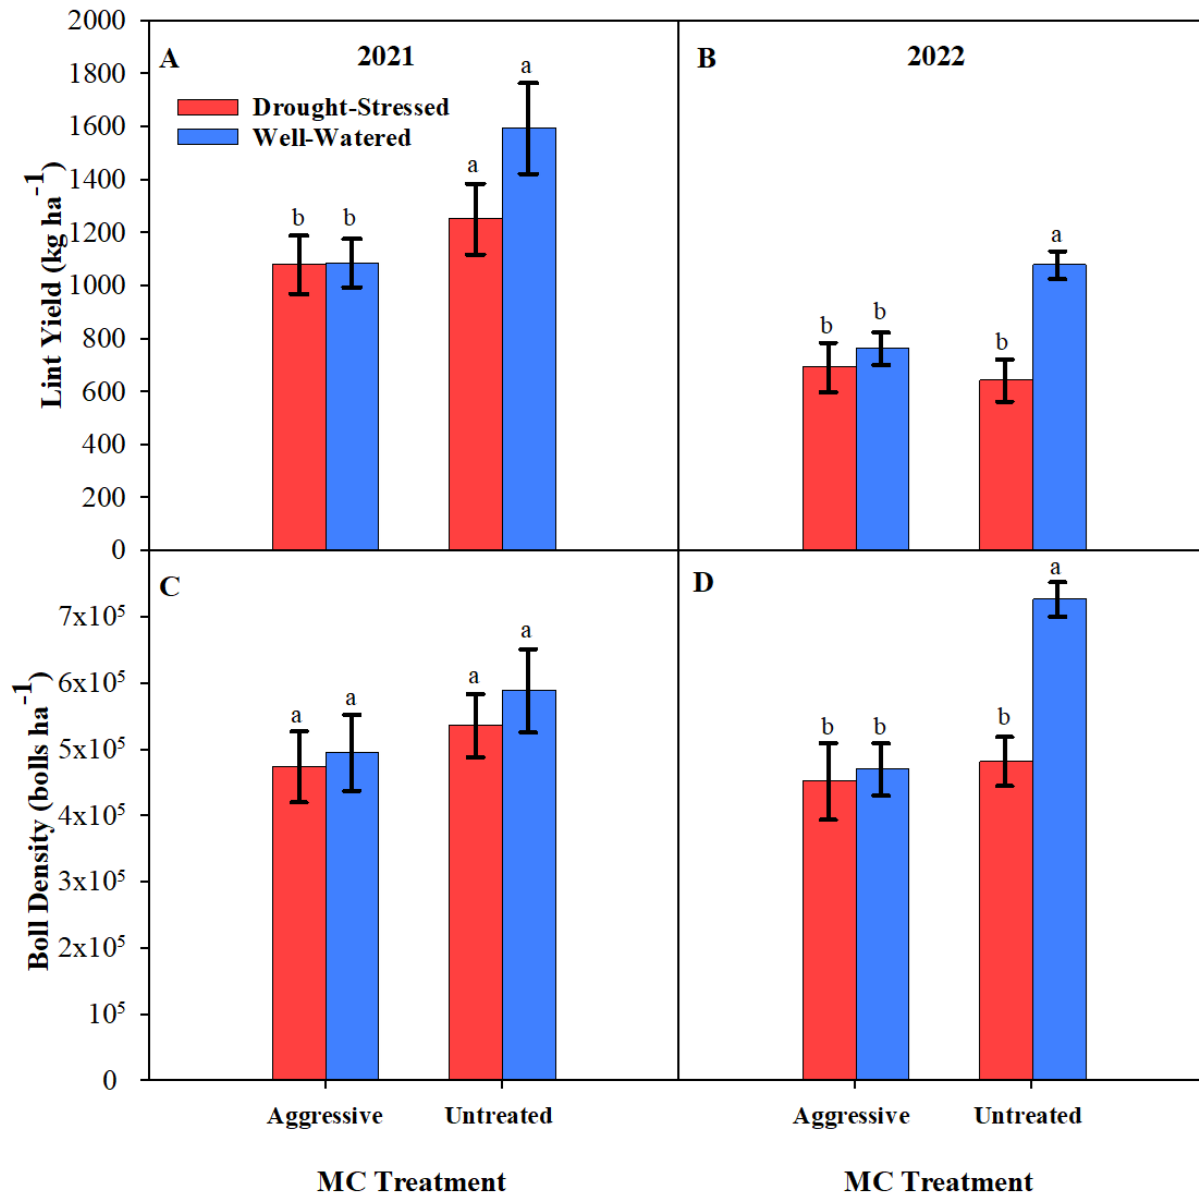 2000
1800
1600
1400
1200
1000
800
600
400
200
0
Lint Yield (kg ha⁻¹)
A
2021
Drought-Stressed
Well-Watered
b
b
a
a
B
2022
b
b
b
a
7x10⁵
6x10⁵
5x10⁵
4x10⁵
3x10⁵
2x10⁵
10⁵
0
Boll Density (bolls ha⁻¹)
C
a
a
a
a
D
b
b
b
a
Aggressive
Untreated
Aggressive
Untreated
MC Treatment
MC Treatment